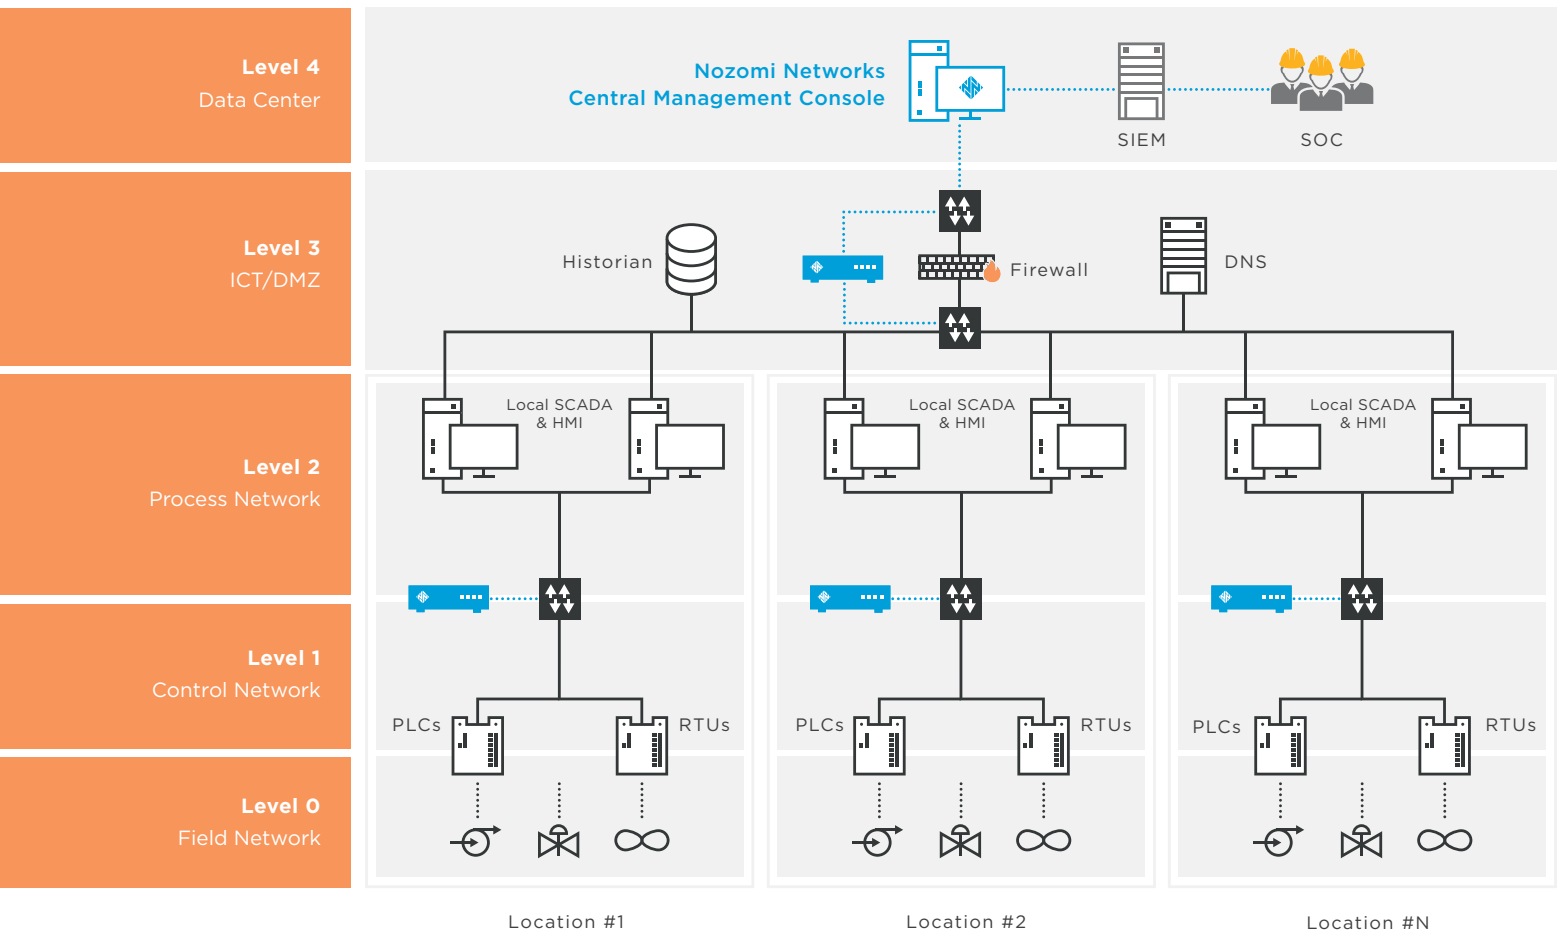 Level 4
Data Center
Nozomi Networks
Central Management Console
SIEM
SOC
Level 3
ICT/DMZ
Historian
Firewall
DNS
Level 2
Process Network
Local SCADA
& HMI
Local SCADA
& HMI
Local SCADA
& HMI
Level 1
Control Network
PLCs
RTUs
PLCs
RTUs
PLCs
RTUs
Level 0
Field Network
Location #1
Location #2
Location #N